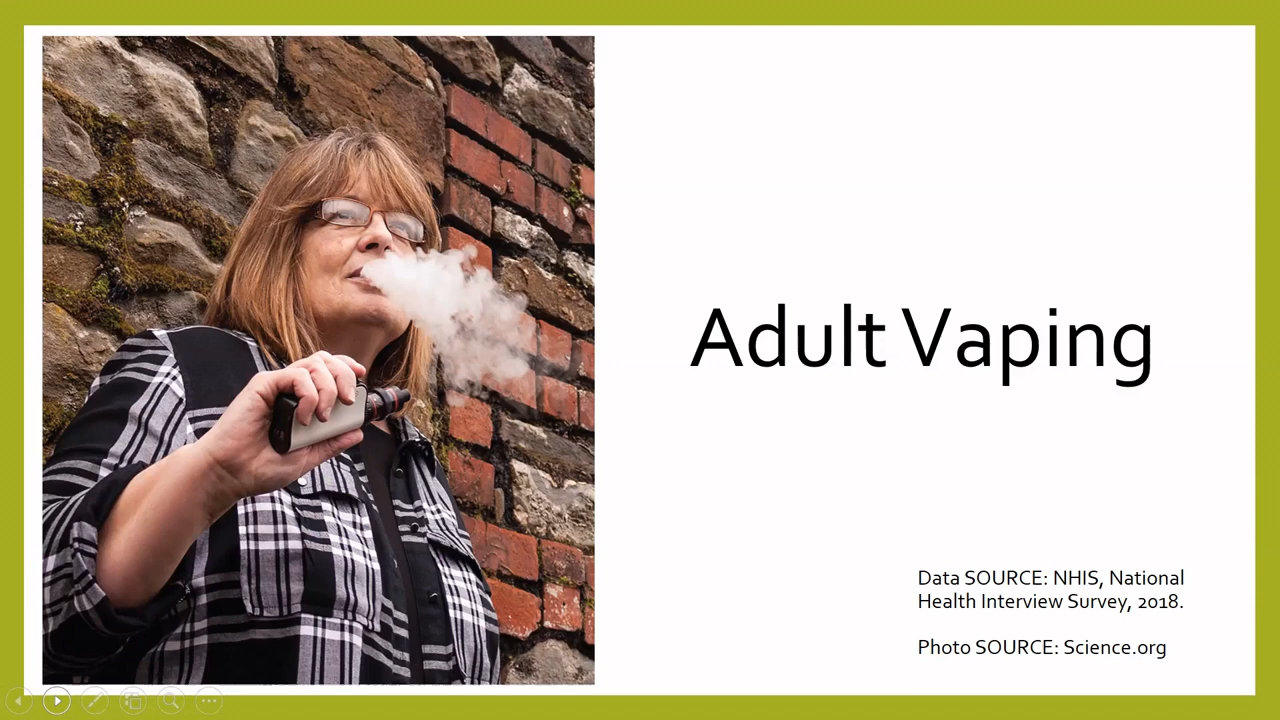 Adult Vaping
Data SOURCE: NHIS, National
Health Interview Survey, 2018.
Photo SOURCE: Science.org